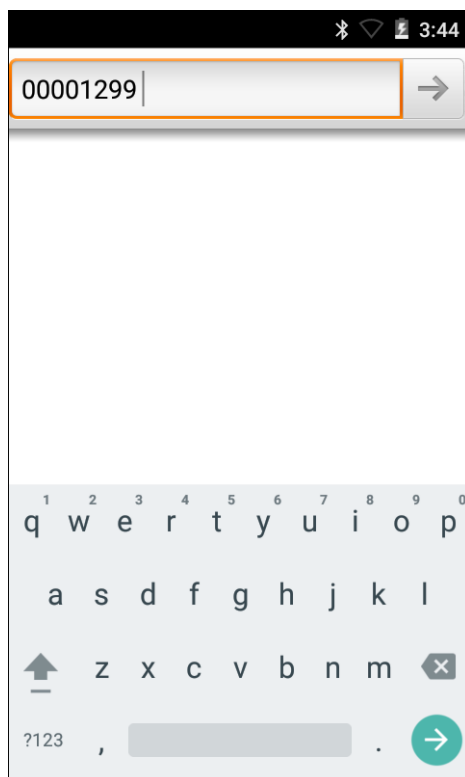 3:44
00001299
1 2 3 4 5 6 7 8 9 0
q w e r t y u i o p
a s d f g h j k l
z x c v b n m
?123 , .